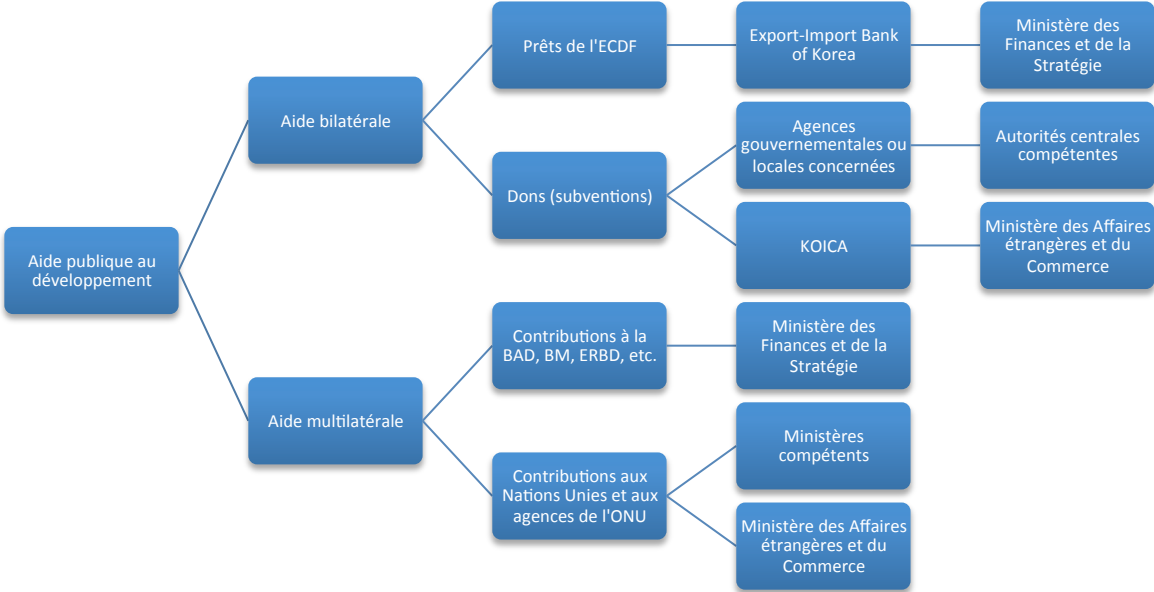 Prêts de l'ECDF
Export-Import Bank
of Korea
Ministère des
Finances et de la
Stratégie
Aide bilatérale
Agences
gouvernementales ou
locales concernées
Autorités centrales
compétentes
Dons (subventions)
KOICA
Ministère des Affaires
étrangères et du
Commerce
Aide publique au
développement
Contributions à la
BAD, BM, ERBD, etc.
Ministère des
Finances et de la
Stratégie
Aide multilatérale
Ministères
compétents
Contributions aux
Nations Unies et aux
agences de l'ONU
Ministère des Affaires
étrangères et du
Commerce